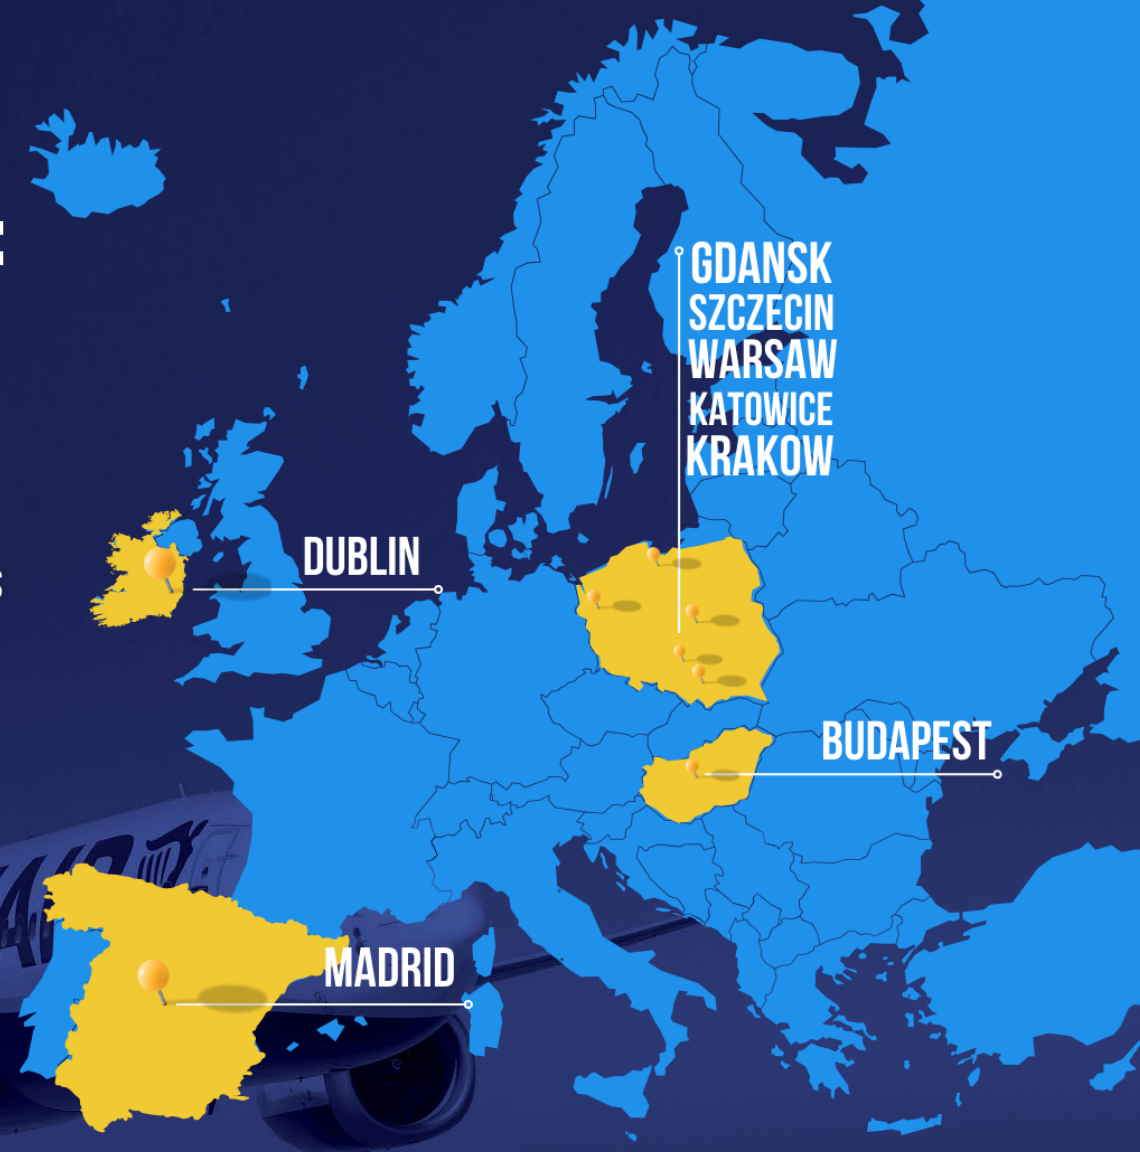 GDANSK
SZCZECIN
WARSAW
KATOWICE
KRAKOW
DUBLIN
BUDAPEST
MADRID